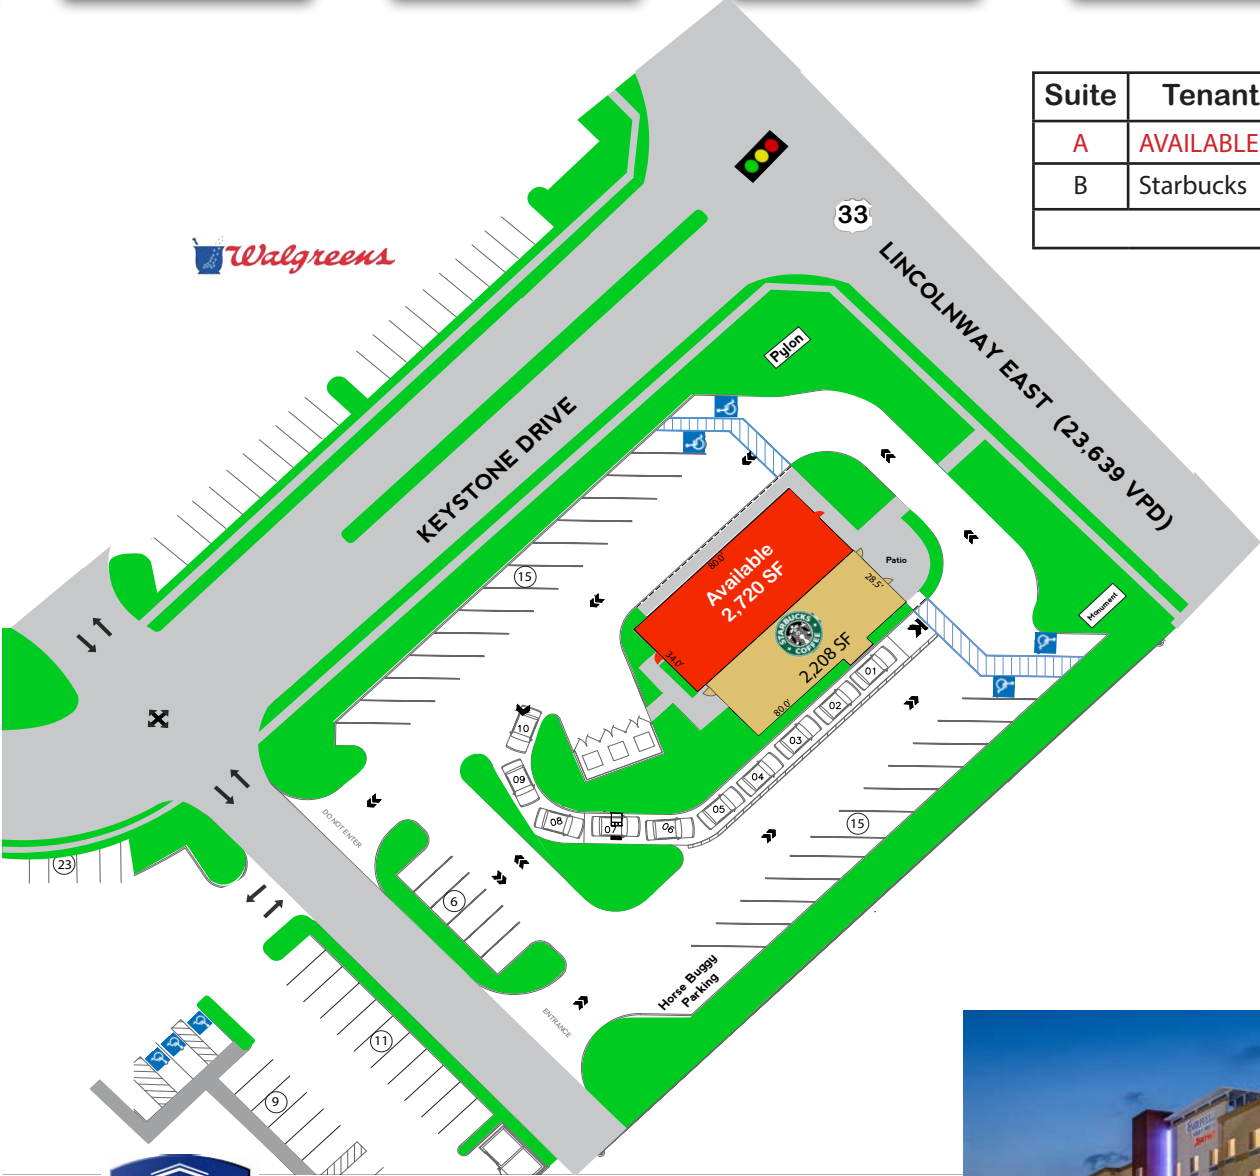 Suite Tenant
A AVAILABLE
B Starbucks
33
Walgreens
LINCOLNWAY EAST (23,639 VPD)
Pylon
KEYSTONE DRIVE
Patio
80.0'
Available
2,720 SF
28.5'
15
STARBUCKS
COFFEE
Monument
2,208 SF
34.0'
80.0'
01
02
03
04
05
06
07
08
09
10
DO NOT ENTER
15
23
6
Horse Buggy
Parking
ENTRANCE
11
9